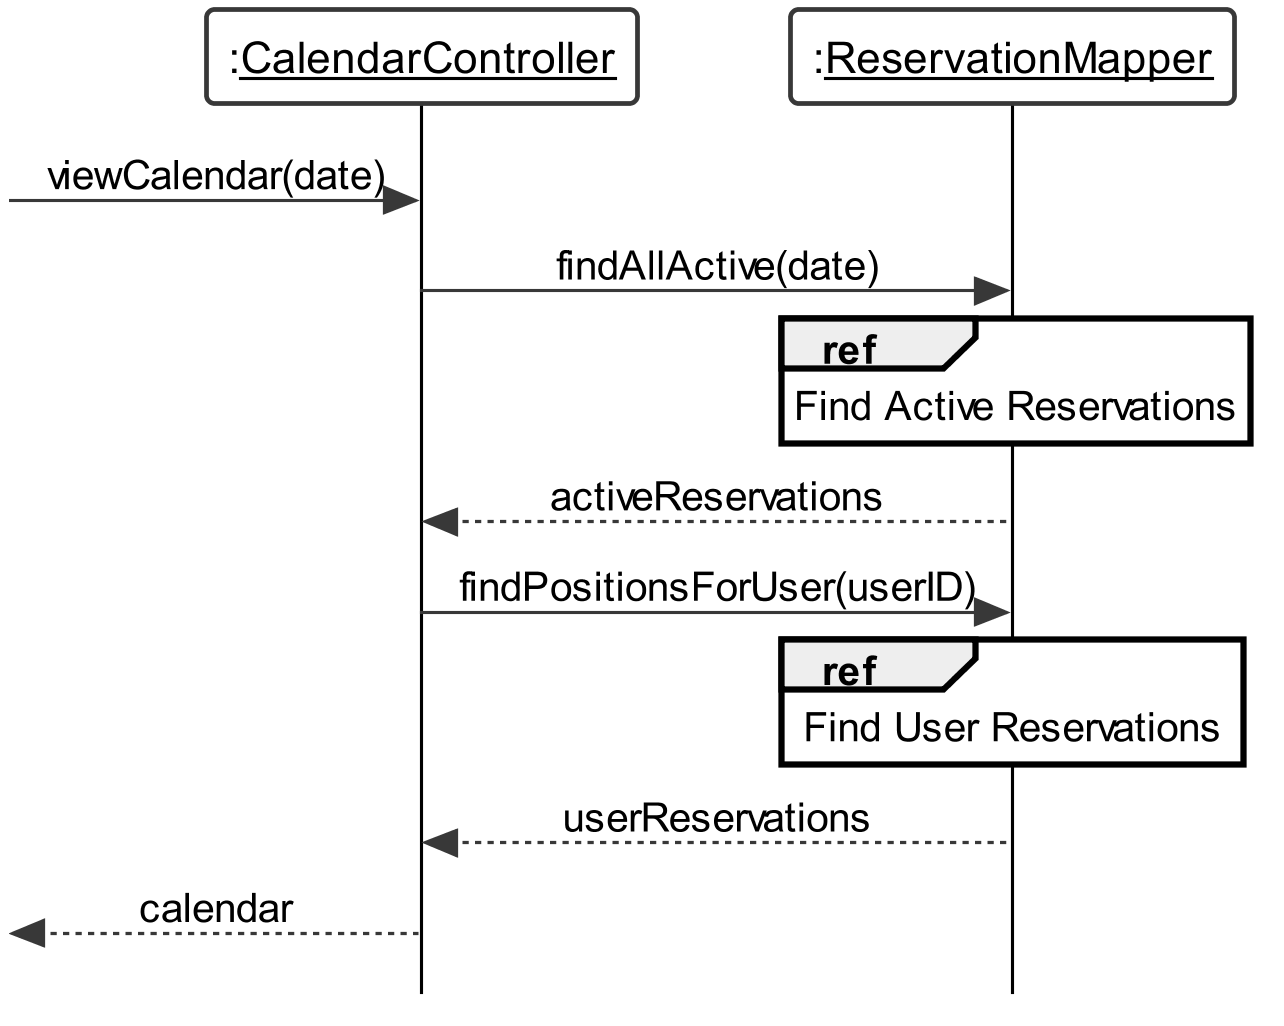 :CalendarController
:ReservationMapper
viewCalendar(date)
findAllActive(date)
ref
Find Active Reservations
activeReservations
findPositionsForUser(userID)
ref
Find User Reservations
userReservations
calendar